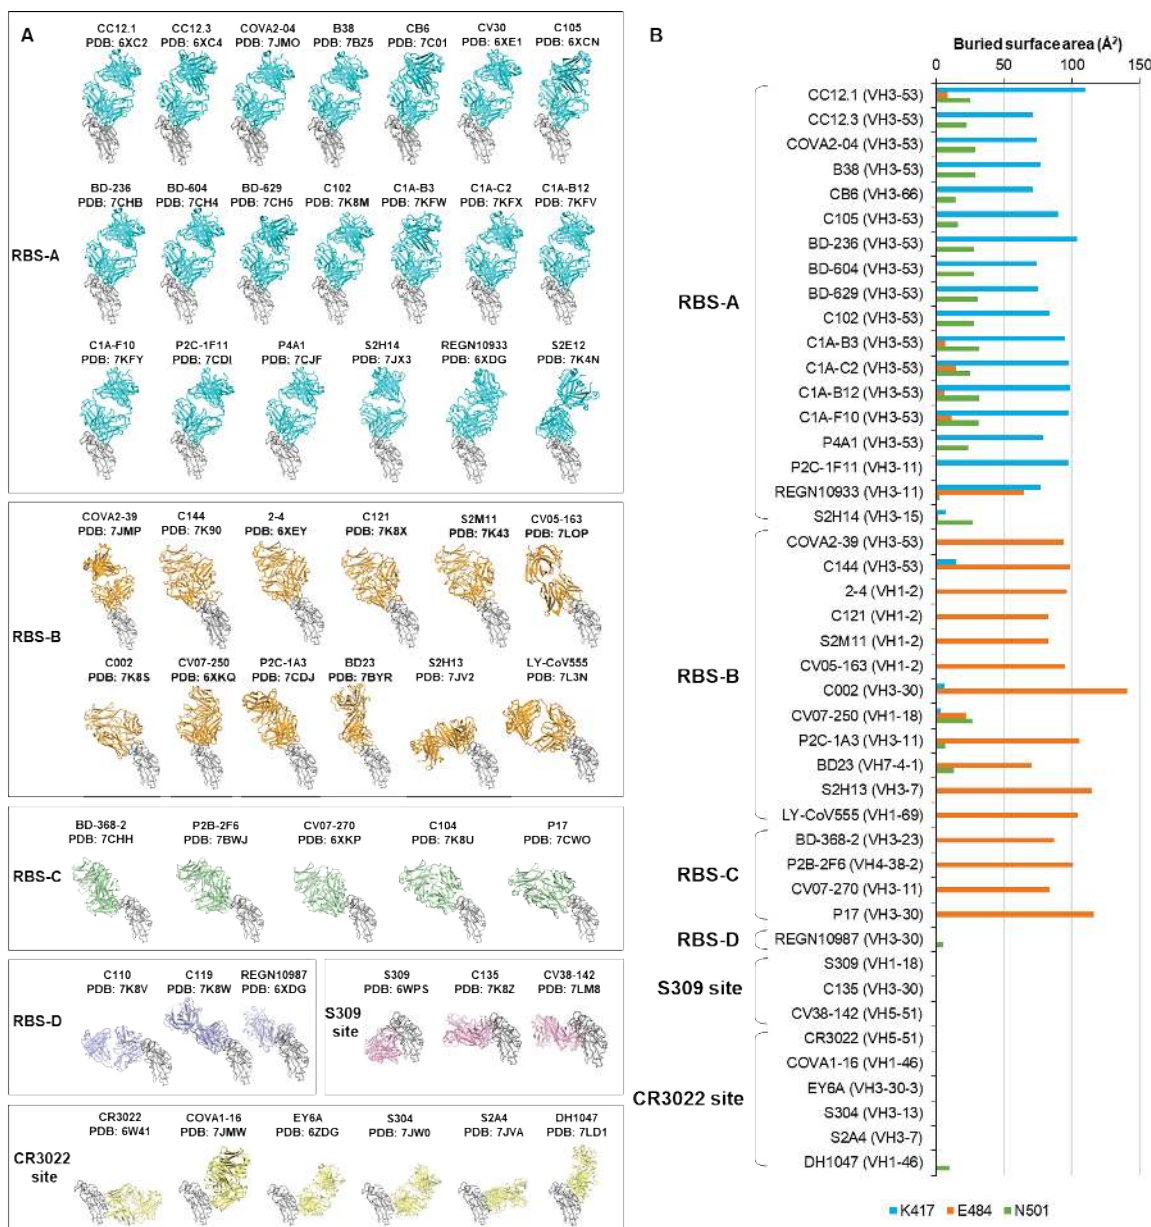 A
CC12.1 CC12.3 COVA2-04 B38 CB6 CV30 C105
PDB: 6XC2 PDB: 6XC4 PDB: 7JMO PDB: 7BZ5 PDB: 7C01 PDB: 6XE1 PDB: 6XCN
BD-236 BD-604 BD-629 C102 C1A-B3 C1A-C2 C1A-B12
PDB: 7CHB PDB: 7CH4 PDB: 7CH5 PDB: 7K8M PDB: 7KFW PDB: 7KFX PDB: 7KFV
RBS-A
C1A-F10 P2C-1F11 P4A1 S2H14 REGN10933 S2E12
PDB: 7KFY PDB: 7CDI PDB: 7CJF PDB: 7JX3 PDB: 6XDG PDB: 7K4N
COVA2-39 C144 2-4 C121 S2M11 CV05-163
PDB: 7JMP PDB: 7K90 PDB: 6XEY PDB: 7K8X PDB: 7K43 PDB: 7LOP
RBS-B
C002 CV07-250 P2C-1A3 BD23 S2H13 LY-CoV555
PDB: 7K8S PDB: 6XKQ PDB: 7CDJ PDB: 7BYR PDB: 7JV2 PDB: 7L3N
BD-368-2 P2B-2F6 CV07-270 C104 P17
PDB: 7CHH PDB: 7BWJ PDB: 6XKP PDB: 7K8U PDB: 7CWO
RBS-C
C110 C119 REGN10987
PDB: 7K8V PDB: 7K8W PDB: 6XDG
RBS-D
S309 C135 CV38-142
PDB: 6WPS PDB: 7K8Z PDB: 7LM8
S309
site
CR3022 COVA1-16 EY6A S304 S2A4 DH1047
PDB: 6W41 PDB: 7JMW PDB: 6ZDG PDB: 7JW0 PDB: 7JVA PDB: 7LD1
CR3022
site
B
Buried surface area (Å²)
0 50 100 150
RBS-A
CC12.1 (VH3-53)
CC12.3 (VH3-53)
COVA2-04 (VH3-53)
B38 (VH3-53)
CB6 (VH3-66)
C105 (VH3-53)
BD-236 (VH3-53)
BD-604 (VH3-53)
BD-629 (VH3-53)
C102 (VH3-53)
C1A-B3 (VH3-53)
C1A-C2 (VH3-53)
C1A-B12 (VH3-53)
C1A-F10 (VH3-53)
P4A1 (VH3-53)
P2C-1F11 (VH3-11)
REGN10933 (VH3-11)
S2H14 (VH3-15)
RBS-B
COVA2-39 (VH3-53)
C144 (VH3-53)
2-4 (VH1-2)
C121 (VH1-2)
S2M11 (VH1-2)
CV05-163 (VH1-2)
C002 (VH3-30)
CV07-250 (VH1-18)
P2C-1A3 (VH3-11)
BD23 (VH7-4-1)
S2H13 (VH3-7)
LY-CoV555 (VH1-69)
RBS-C
BD-368-2 (VH3-23)
P2B-2F6 (VH4-38-2)
CV07-270 (VH3-11)
P17 (VH3-30)
RBS-D
REGN10987 (VH3-30)
S309 site
S309 (VH1-18)
C135 (VH3-30)
CV38-142 (VH5-51)
CR3022 site
CR3022 (VH5-51)
COVA1-16 (VH1-46)
EY6A (VH3-30-3)
S304 (VH3-13)
S2A4 (VH3-7)
DH1047 (VH1-46)
K417 E484 N501